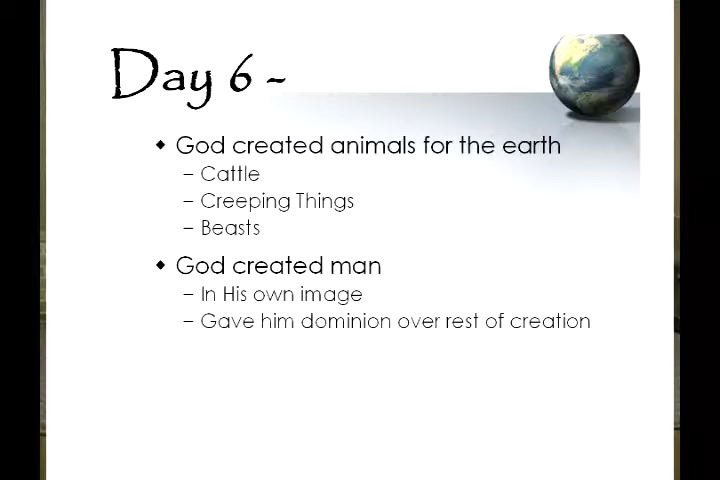 Day 6 -
◆ God created animals for the earth
– Cattle
– Creeping Things
– Beasts
◆ God created man
– In His own image
– Gave him dominion over rest of creation